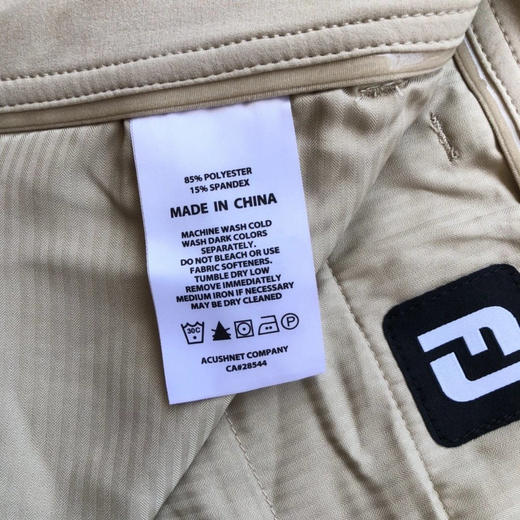 85% POLYESTER
15% SPANDEX
MADE IN CHINA
MACHINE WASH COLD
WASH DARK COLORS
SEPARATELY.
DO NOT BLEACH OR USE
FABRIC SOFTENERS.
TUMBLE DRY LOW
REMOVE IMMEDIATELY
MEDIUM IRON IF NECESSARY
MAY BE DRY CLEANED
30C P
ACUSHNET COMPANY
CA#28544
FJ